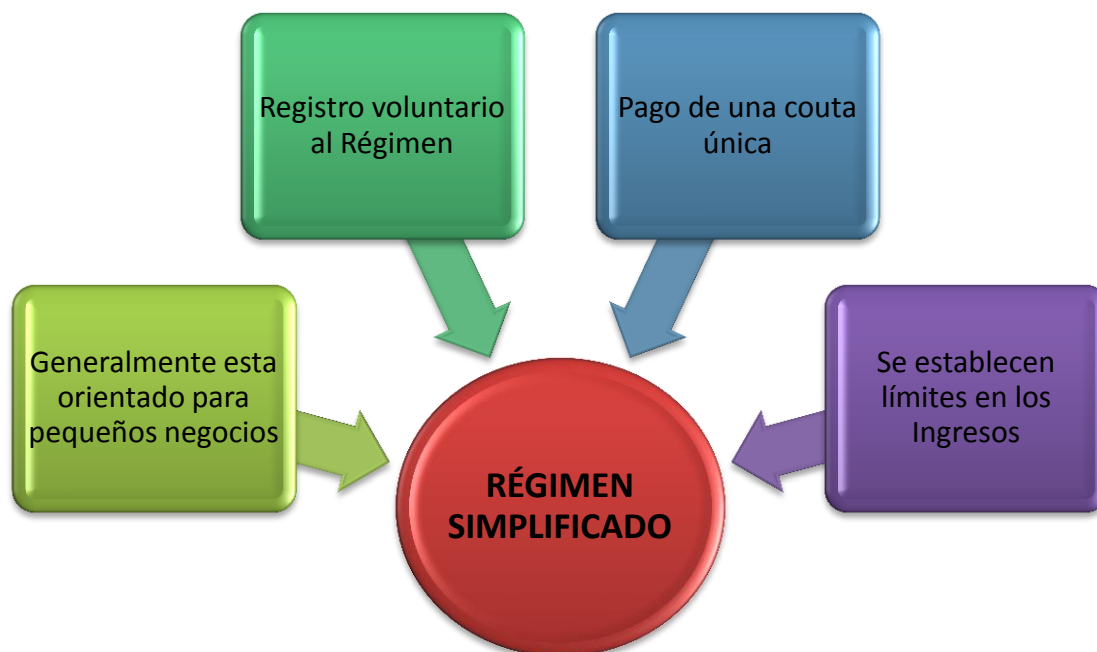 Registro voluntario
al Régimen
Pago de una couta
única
Generalmente esta
orientado para
pequeños negocios
Se establecen
límites en los
Ingresos
RÉGIMEN
SIMPLIFICADO